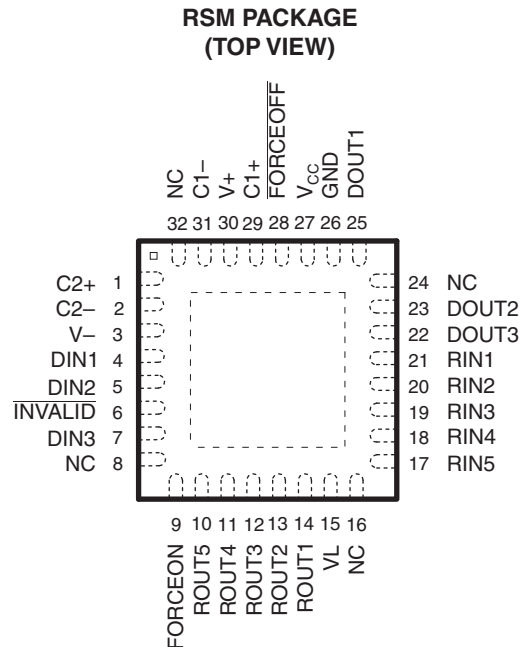 RSM PACKAGE
(TOP VIEW)
NC
C1–
V+
C1+
FORCEOFF
VCC
GND
DOUT1
32 31 30 29 28 27 26 25
C2+ 1
C2– 2
V– 3
DIN1 4
DIN2 5
INVALID 6
DIN3 7
NC 8
24 NC
23 DOUT2
22 DOUT3
21 RIN1
20 RIN2
19 RIN3
18 RIN4
17 RIN5
9 10 11 12 13 14 15 16
FORCEON
ROUT5
ROUT4
ROUT3
ROUT2
ROUT1
VL
NC